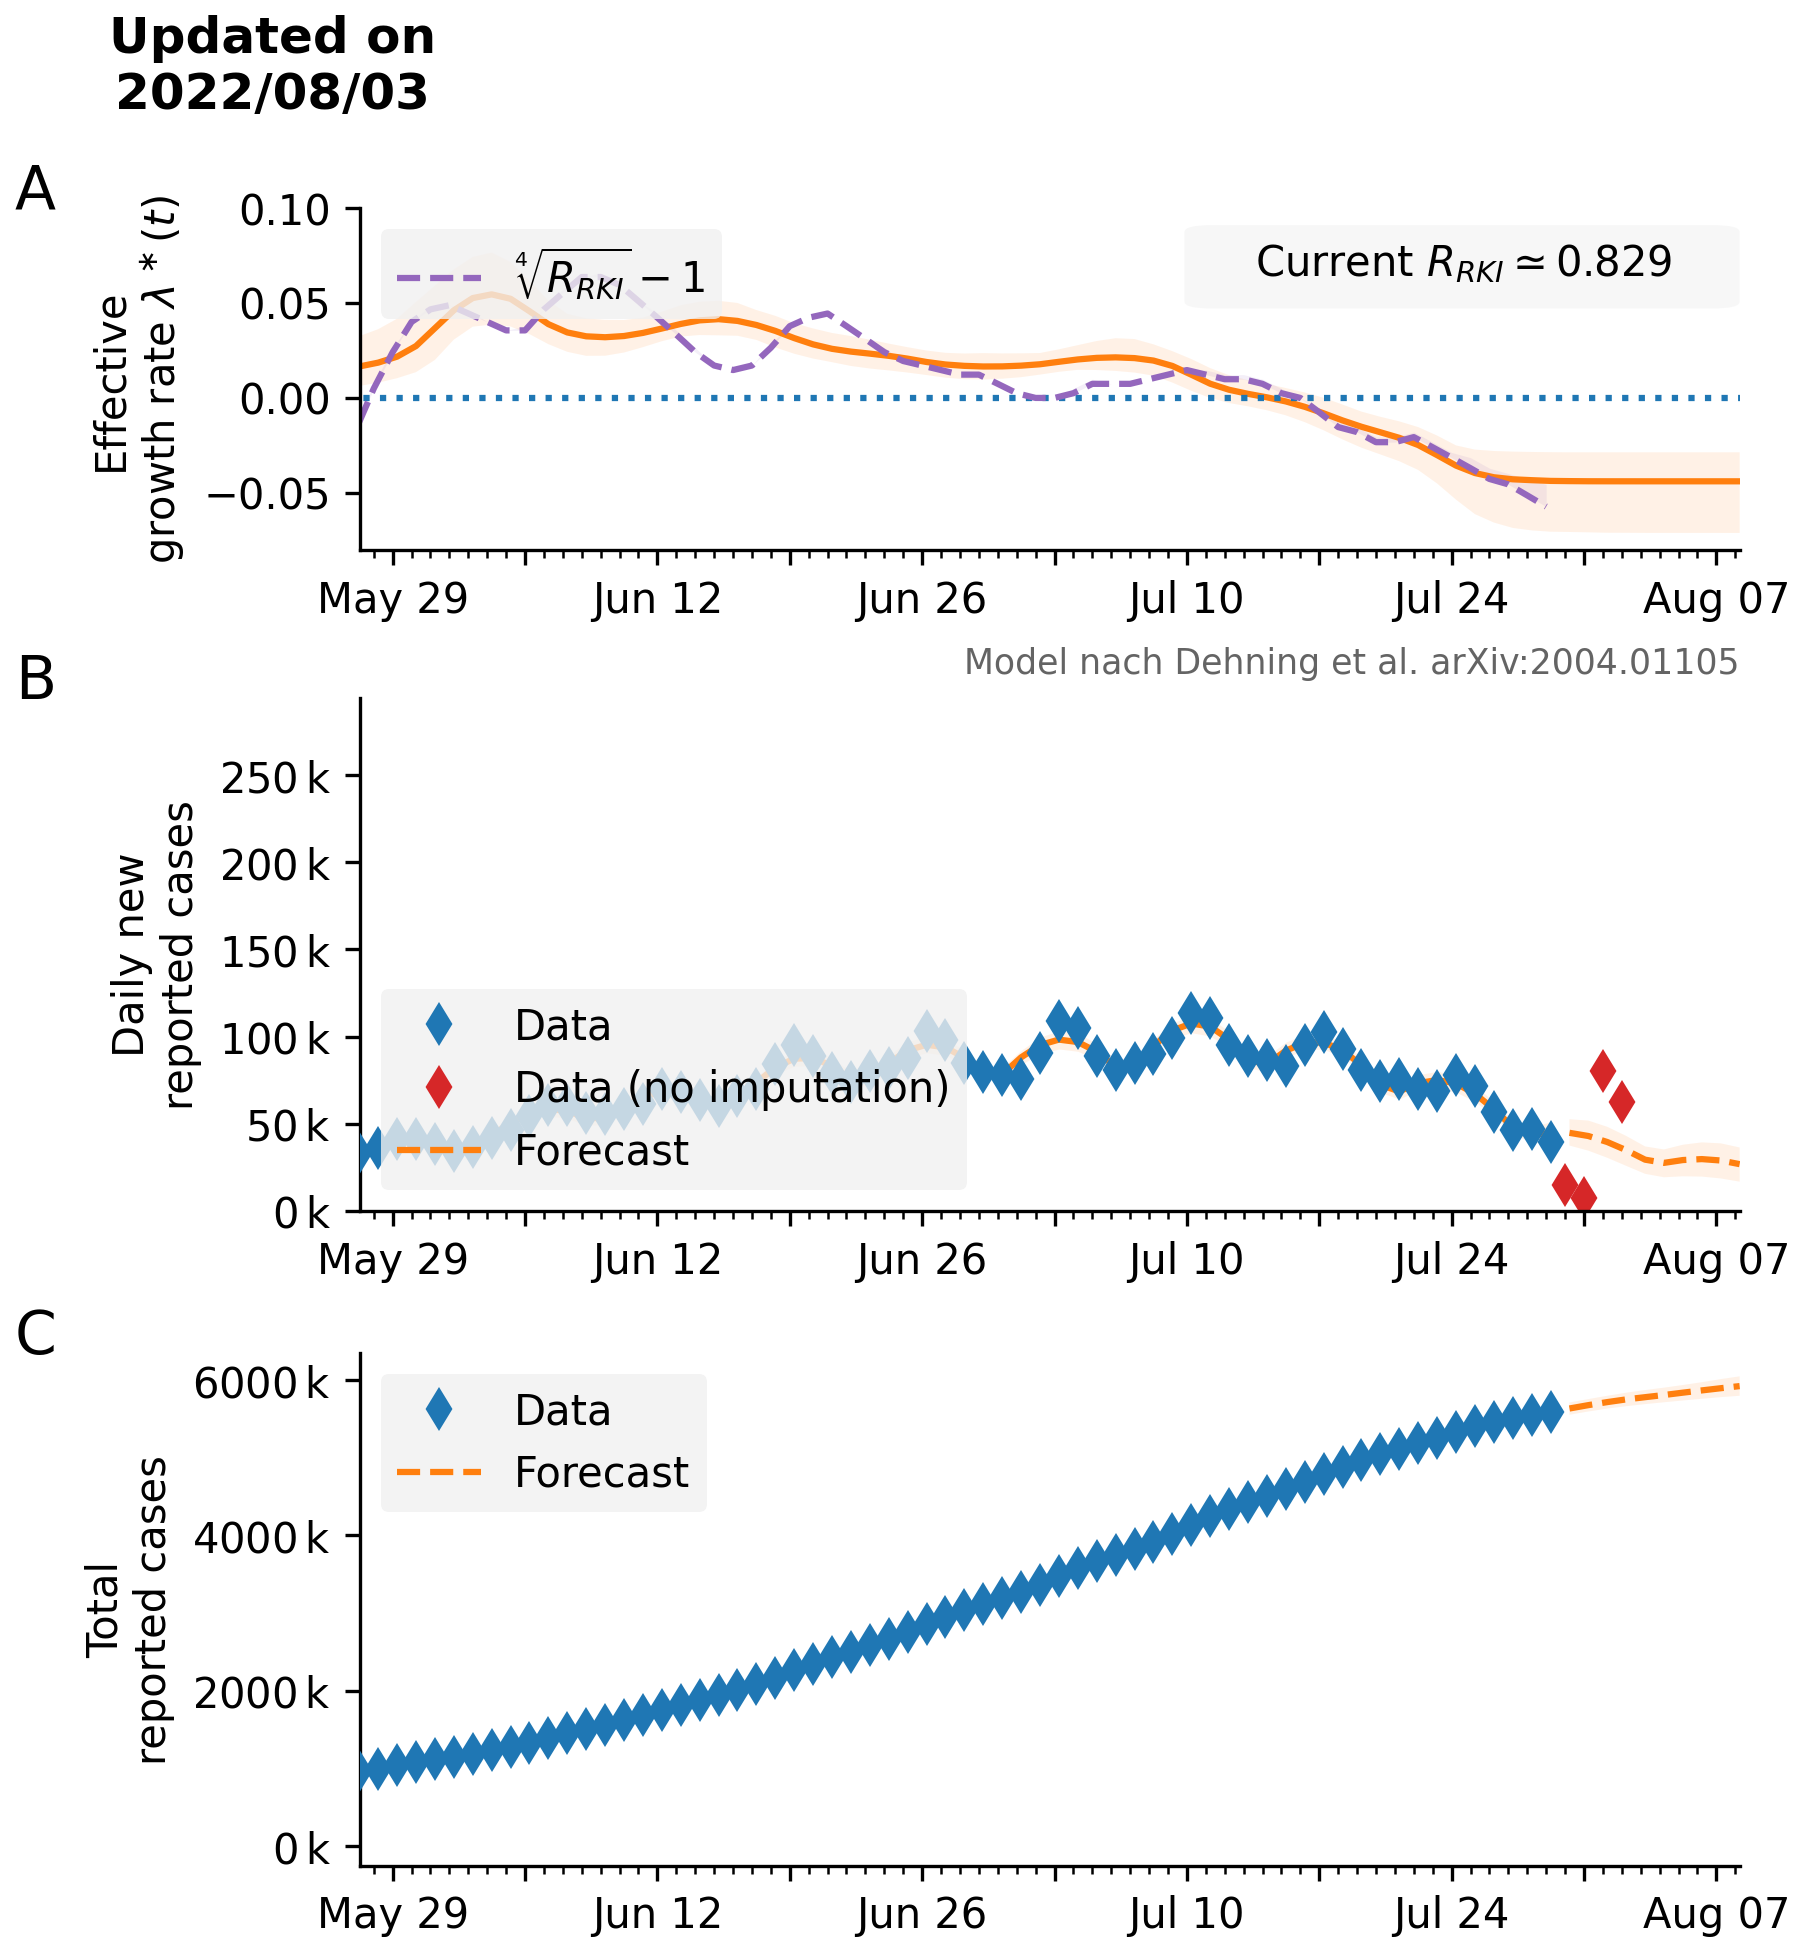 Updated on
2022/08/03
A
Effective
growth rate λ * (t)
0.10
0.05
0.00
−0.05
∜R_RKI − 1
Current R_RKI ≃ 0.829
May 29 Jun 12 Jun 26 Jul 10 Jul 24 Aug 07
Model nach Dehning et al. arXiv:2004.01105
B
Daily new
reported cases
250 k
200 k
150 k
100 k
50 k
0 k
Data
Data (no imputation)
Forecast
May 29 Jun 12 Jun 26 Jul 10 Jul 24 Aug 07
C
Total
reported cases
6000 k
4000 k
2000 k
0 k
Data
Forecast
May 29 Jun 12 Jun 26 Jul 10 Jul 24 Aug 07